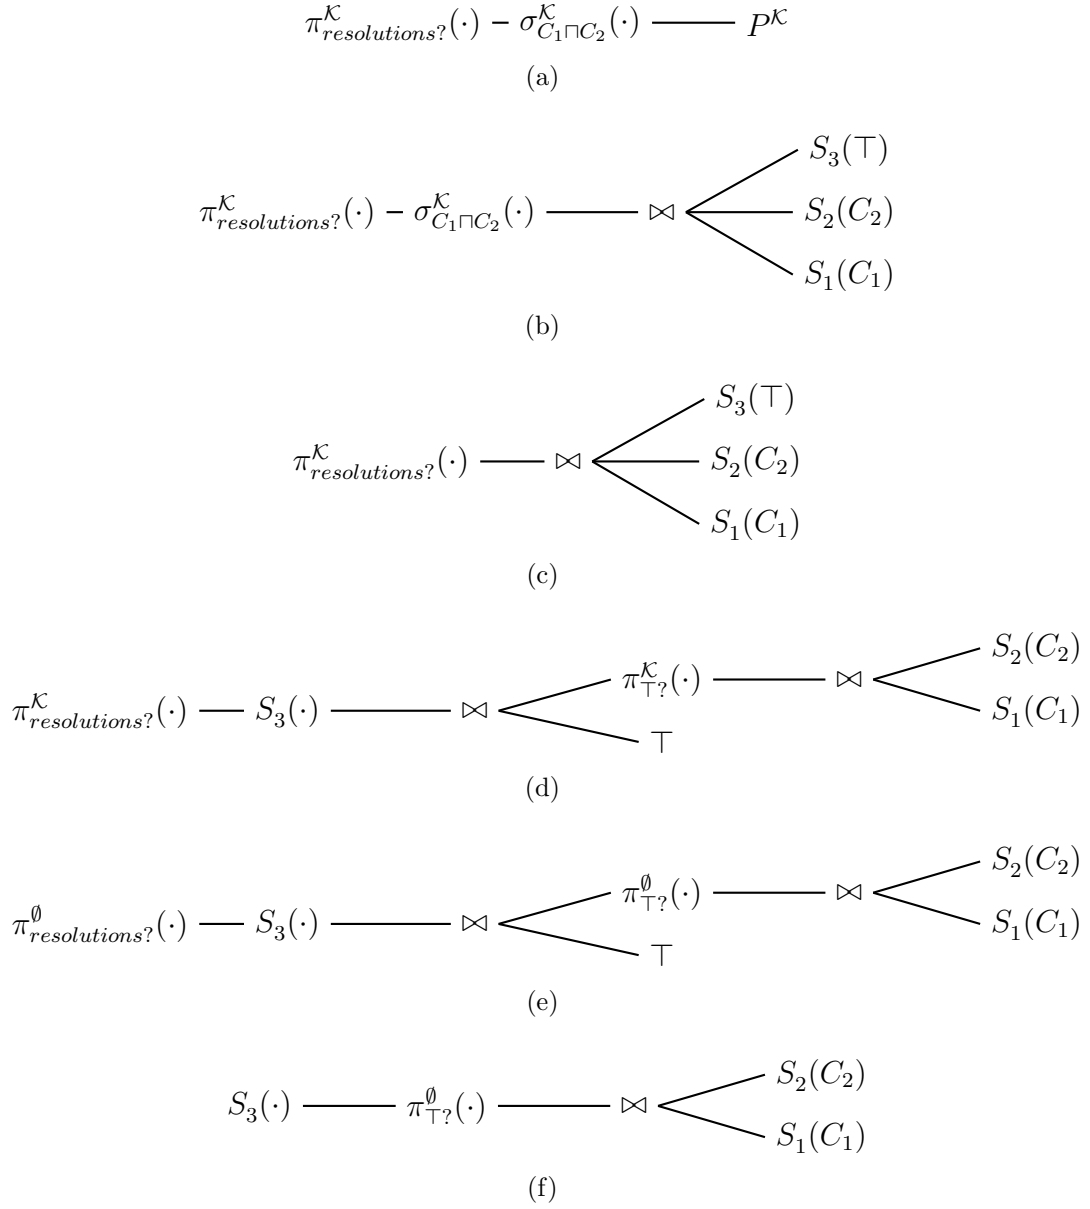 π^K_{resolutions?}(·) − σ^K_{C_1⊓C_2}(·) P^K
(a)
S_3(⊤)
π^K_{resolutions?}(·) − σ^K_{C_1⊓C_2}(·) ⋈ S_2(C_2)
S_1(C_1)
(b)
S_3(⊤)
π^K_{resolutions?}(·) ⋈ S_2(C_2)
S_1(C_1)
(c)
S_2(C_2)
π^K_{⊤?}(·) ⋈
π^K_{resolutions?}(·) S_3(·) ⋈ S_1(C_1)
⊤
(d)
S_2(C_2)
π^∅_{⊤?}(·) ⋈
π^∅_{resolutions?}(·) S_3(·) ⋈ S_1(C_1)
⊤
(e)
S_2(C_2)
S_3(·) π^∅_{⊤?}(·) ⋈
S_1(C_1)
(f)